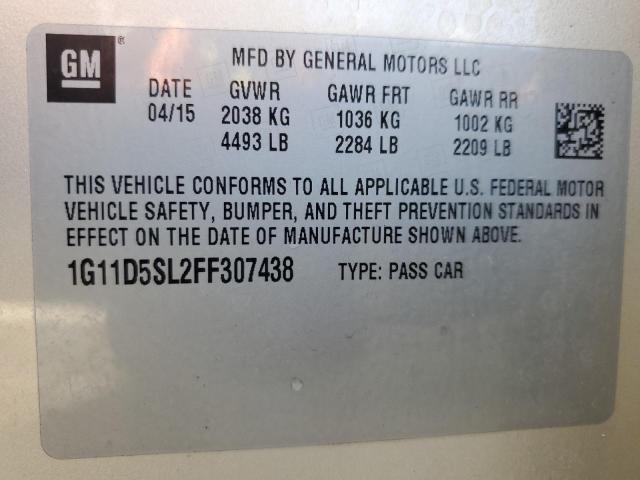 GM®
MFD BY GENERAL MOTORS LLC
DATE GVWR GAWR FRT GAWR RR
04/15 2038 KG 1036 KG 1002 KG
4493 LB 2284 LB 2209 LB
THIS VEHICLE CONFORMS TO ALL APPLICABLE U.S. FEDERAL MOTOR
VEHICLE SAFETY, BUMPER, AND THEFT PREVENTION STANDARDS IN
EFFECT ON THE DATE OF MANUFACTURE SHOWN ABOVE.
1G11D5SL2FF307438 TYPE: PASS CAR